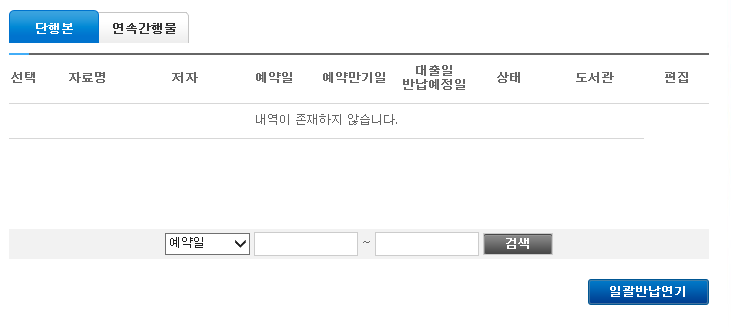 단행본 연속간행물
선택 자료명 저자 예약일 예약만기일 대출일 반납예정일 상태 도서관 편집
내역이 존재하지 않습니다.
예약일 ~ 검색
일괄반납연기